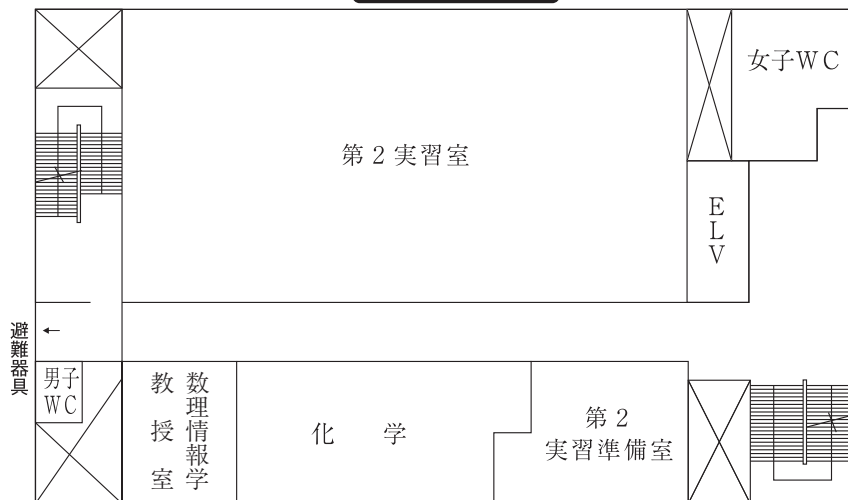 女子WC
第2実習室
ELV
避難器具
男子
WC
数理情報学
教授室
化学
第2
実習準備室